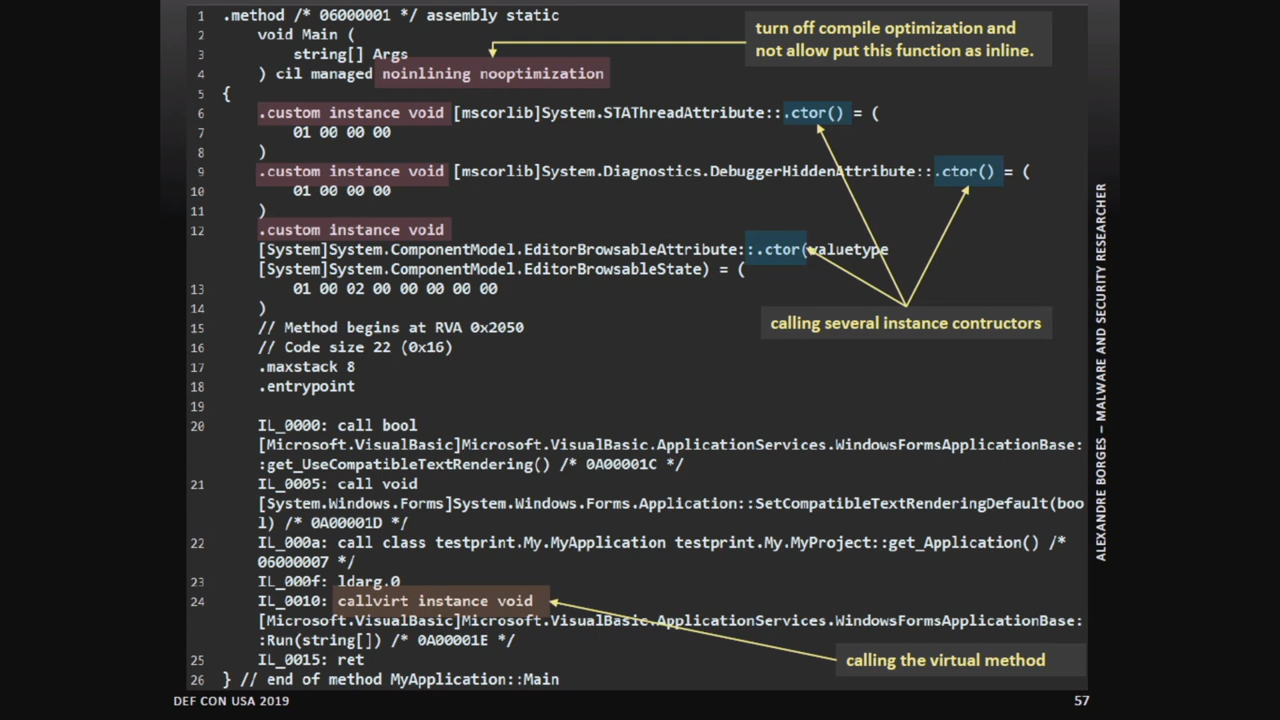 1 .method /* 06000001 */ assembly static
2 void Main (
3 string[] Args
4 ) cil managed noinlining nooptimization
turn off compile optimization and
not allow put this function as inline.
5 {
6 .custom instance void [mscorlib]System.STAThreadAttribute::.ctor() = (
7 01 00 00 00
8 )
9 .custom instance void [mscorlib]System.Diagnostics.DebuggerHiddenAttribute::.ctor() = (
10 01 00 00 00
11 )
12 .custom instance void
[System]System.ComponentModel.EditorBrowsableAttribute::.ctor(valuetype
[System]System.ComponentModel.EditorBrowsableState) = (
13 01 00 02 00 00 00 00 00
14 )
calling several instance contructors
15 // Method begins at RVA 0x2050
16 // Code size 22 (0x16)
17 .maxstack 8
18 .entrypoint
19
20 IL_0000: call bool
[Microsoft.VisualBasic]Microsoft.VisualBasic.ApplicationServices.WindowsFormsApplicationBase:
:get_UseCompatibleTextRendering() /* 0A00001C */
21 IL_0005: call void
[System.Windows.Forms]System.Windows.Forms.Application::SetCompatibleTextRenderingDefault(boo
l) /* 0A00001D */
22 IL_000a: call class testprint.My.MyApplication testprint.My.MyProject::get_Application() /*
06000007 */
23 IL_000f: ldarg.0
24 IL_0010: callvirt instance void
[Microsoft.VisualBasic]Microsoft.VisualBasic.ApplicationServices.WindowsFormsApplicationBase:
:Run(string[]) /* 0A00001E */
25 IL_0015: ret
calling the virtual method
26 } // end of method MyApplication::Main
ALEXANDRE BORGES – MALWARE AND SECURITY RESEARCHER
DEF CON USA 2019
57